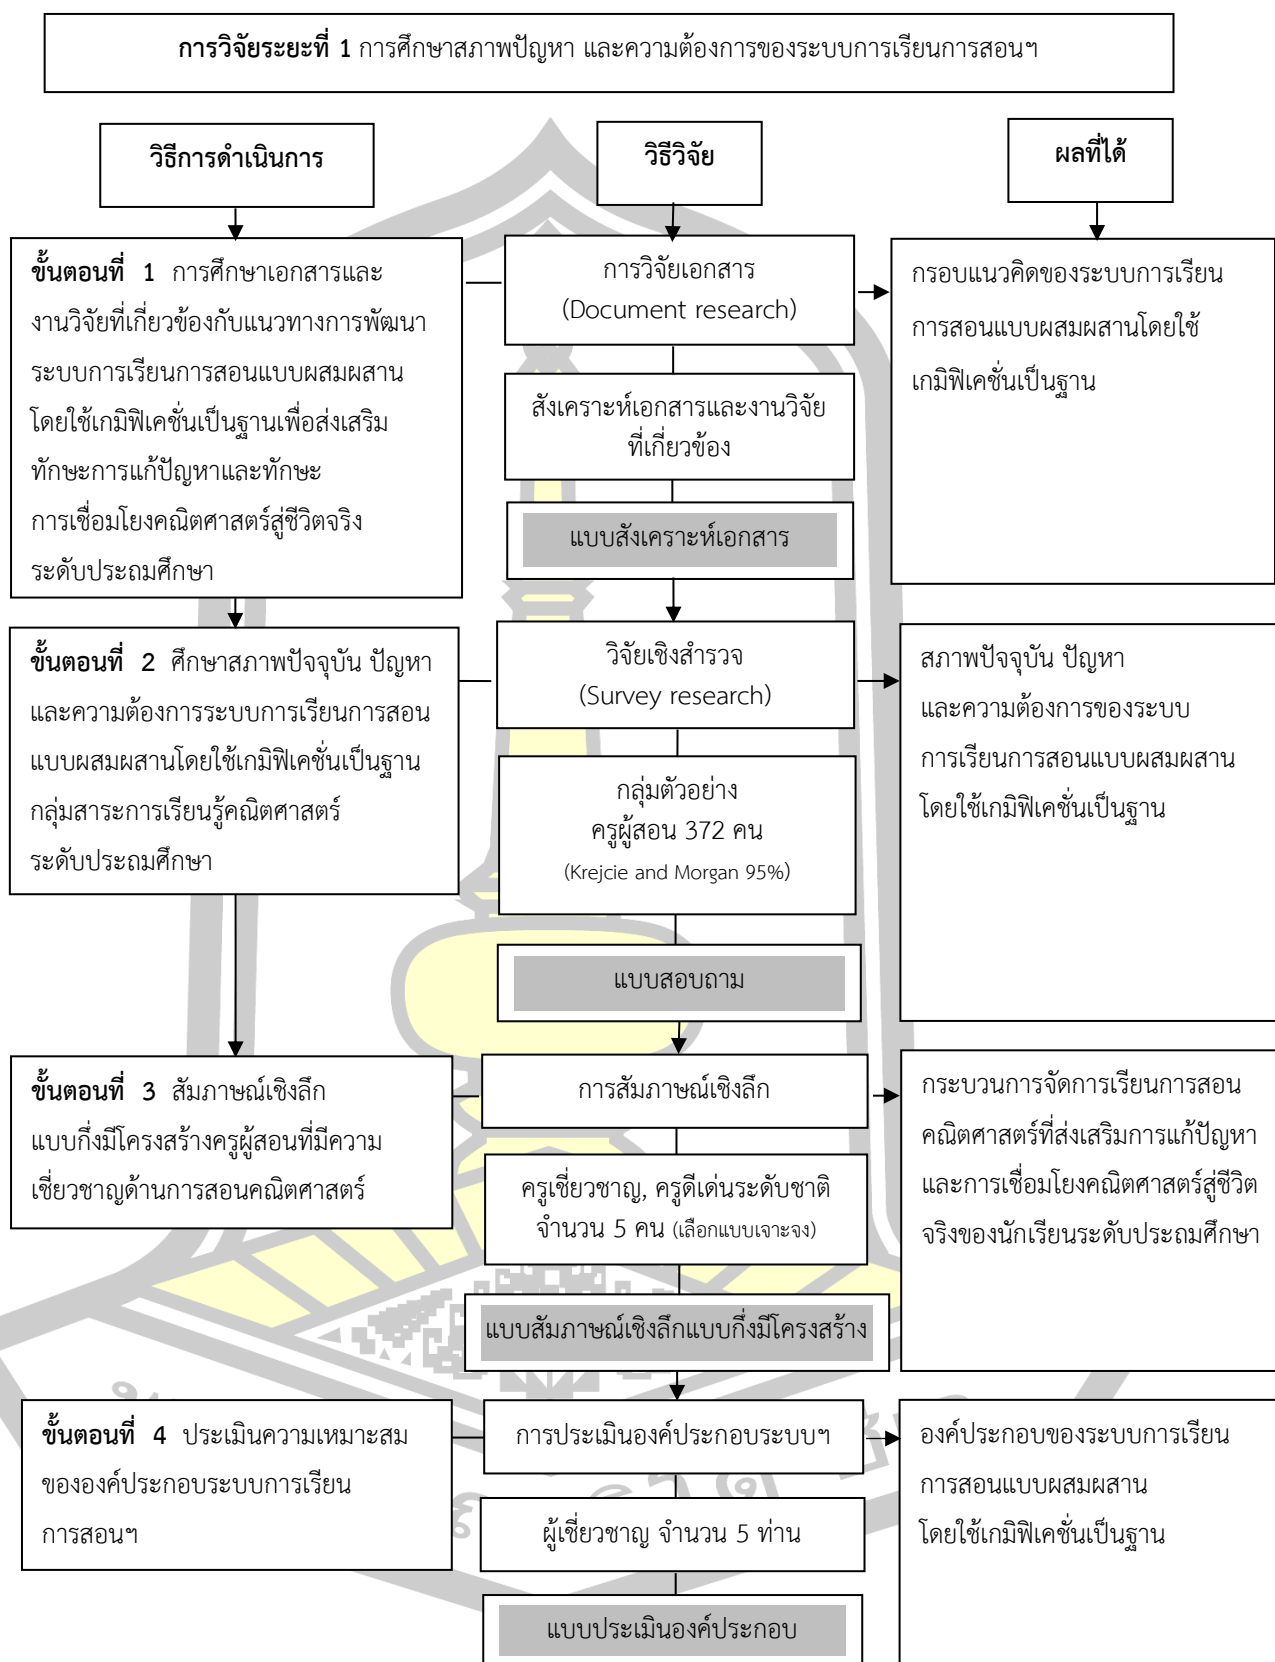 การวิจัยระยะที่ 1 การศึกษาสภาพปัญหา และความต้องการของระบบการเรียนการสอนฯ
วิธีการดำเนินการ
วิธีวิจัย
ผลที่ได้
ขั้นตอนที่ 1 การศึกษาเอกสารและ
งานวิจัยที่เกี่ยวข้องกับแนวทางการพัฒนา
ระบบการเรียนการสอนแบบผสมผสาน
โดยใช้เกมิฟิเคชั่นเป็นฐานเพื่อส่งเสริม
ทักษะการแก้ปัญหาและทักษะ
การเชื่อมโยงคณิตศาสตร์สู่ชีวิตจริง
ระดับประถมศึกษา
การวิจัยเอกสาร
(Document research)
สังเคราะห์เอกสารและงานวิจัย
ที่เกี่ยวข้อง
แบบสังเคราะห์เอกสาร
กรอบแนวคิดของระบบการเรียน
การสอนแบบผสมผสานโดยใช้
เกมิฟิเคชั่นเป็นฐาน
ขั้นตอนที่ 2 ศึกษาสภาพปัจจุบัน ปัญหา
และความต้องการระบบการเรียนการสอน
แบบผสมผสานโดยใช้เกมิฟิเคชั่นเป็นฐาน
กลุ่มสาระการเรียนรู้คณิตศาสตร์
ระดับประถมศึกษา
วิจัยเชิงสำรวจ
(Survey research)
กลุ่มตัวอย่าง
ครูผู้สอน 372 คน
(Krejcie and Morgan 95%)
แบบสอบถาม
สภาพปัจจุบัน ปัญหา
และความต้องการของระบบ
การเรียนการสอนแบบผสมผสาน
โดยใช้เกมิฟิเคชั่นเป็นฐาน
ขั้นตอนที่ 3 สัมภาษณ์เชิงลึก
แบบกึ่งมีโครงสร้างครูผู้สอนที่มีความ
เชี่ยวชาญด้านการสอนคณิตศาสตร์
การสัมภาษณ์เชิงลึก
ครูเชี่ยวชาญ, ครูดีเด่นระดับชาติ
จำนวน 5 คน (เลือกแบบเจาะจง)
แบบสัมภาษณ์เชิงลึกแบบกึ่งมีโครงสร้าง
กระบวนการจัดการเรียนการสอน
คณิตศาสตร์ที่ส่งเสริมการแก้ปัญหา
และการเชื่อมโยงคณิตศาสตร์สู่ชีวิต
จริงของนักเรียนระดับประถมศึกษา
ขั้นตอนที่ 4 ประเมินความเหมาะสม
ขององค์ประกอบระบบการเรียน
การสอนฯ
การประเมินองค์ประกอบระบบฯ
ผู้เชี่ยวชาญ จำนวน 5 ท่าน
แบบประเมินองค์ประกอบ
องค์ประกอบของระบบการเรียน
การสอนแบบผสมผสาน
โดยใช้เกมิฟิเคชั่นเป็นฐาน